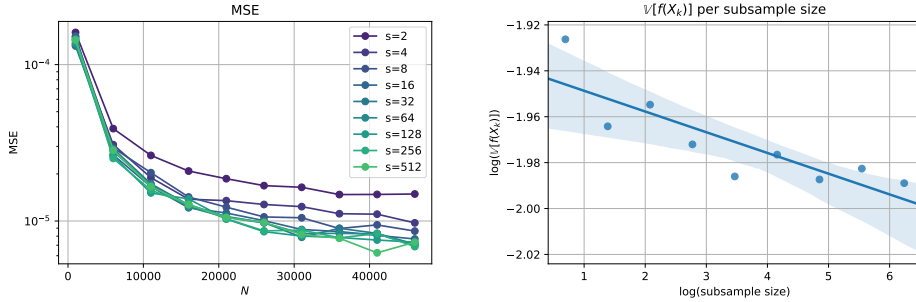 MSE
MSE
10⁻⁴
10⁻⁵
0
10000
20000
30000
40000
N
s=2
s=4
s=8
s=16
s=32
s=64
s=128
s=256
s=512
𝕍[f(X_k)] per subsample size
log(𝕍[f(X_k)])
−1.92
−1.94
−1.96
−1.98
−2.00
−2.02
1
2
3
4
5
6
log(subsample size)